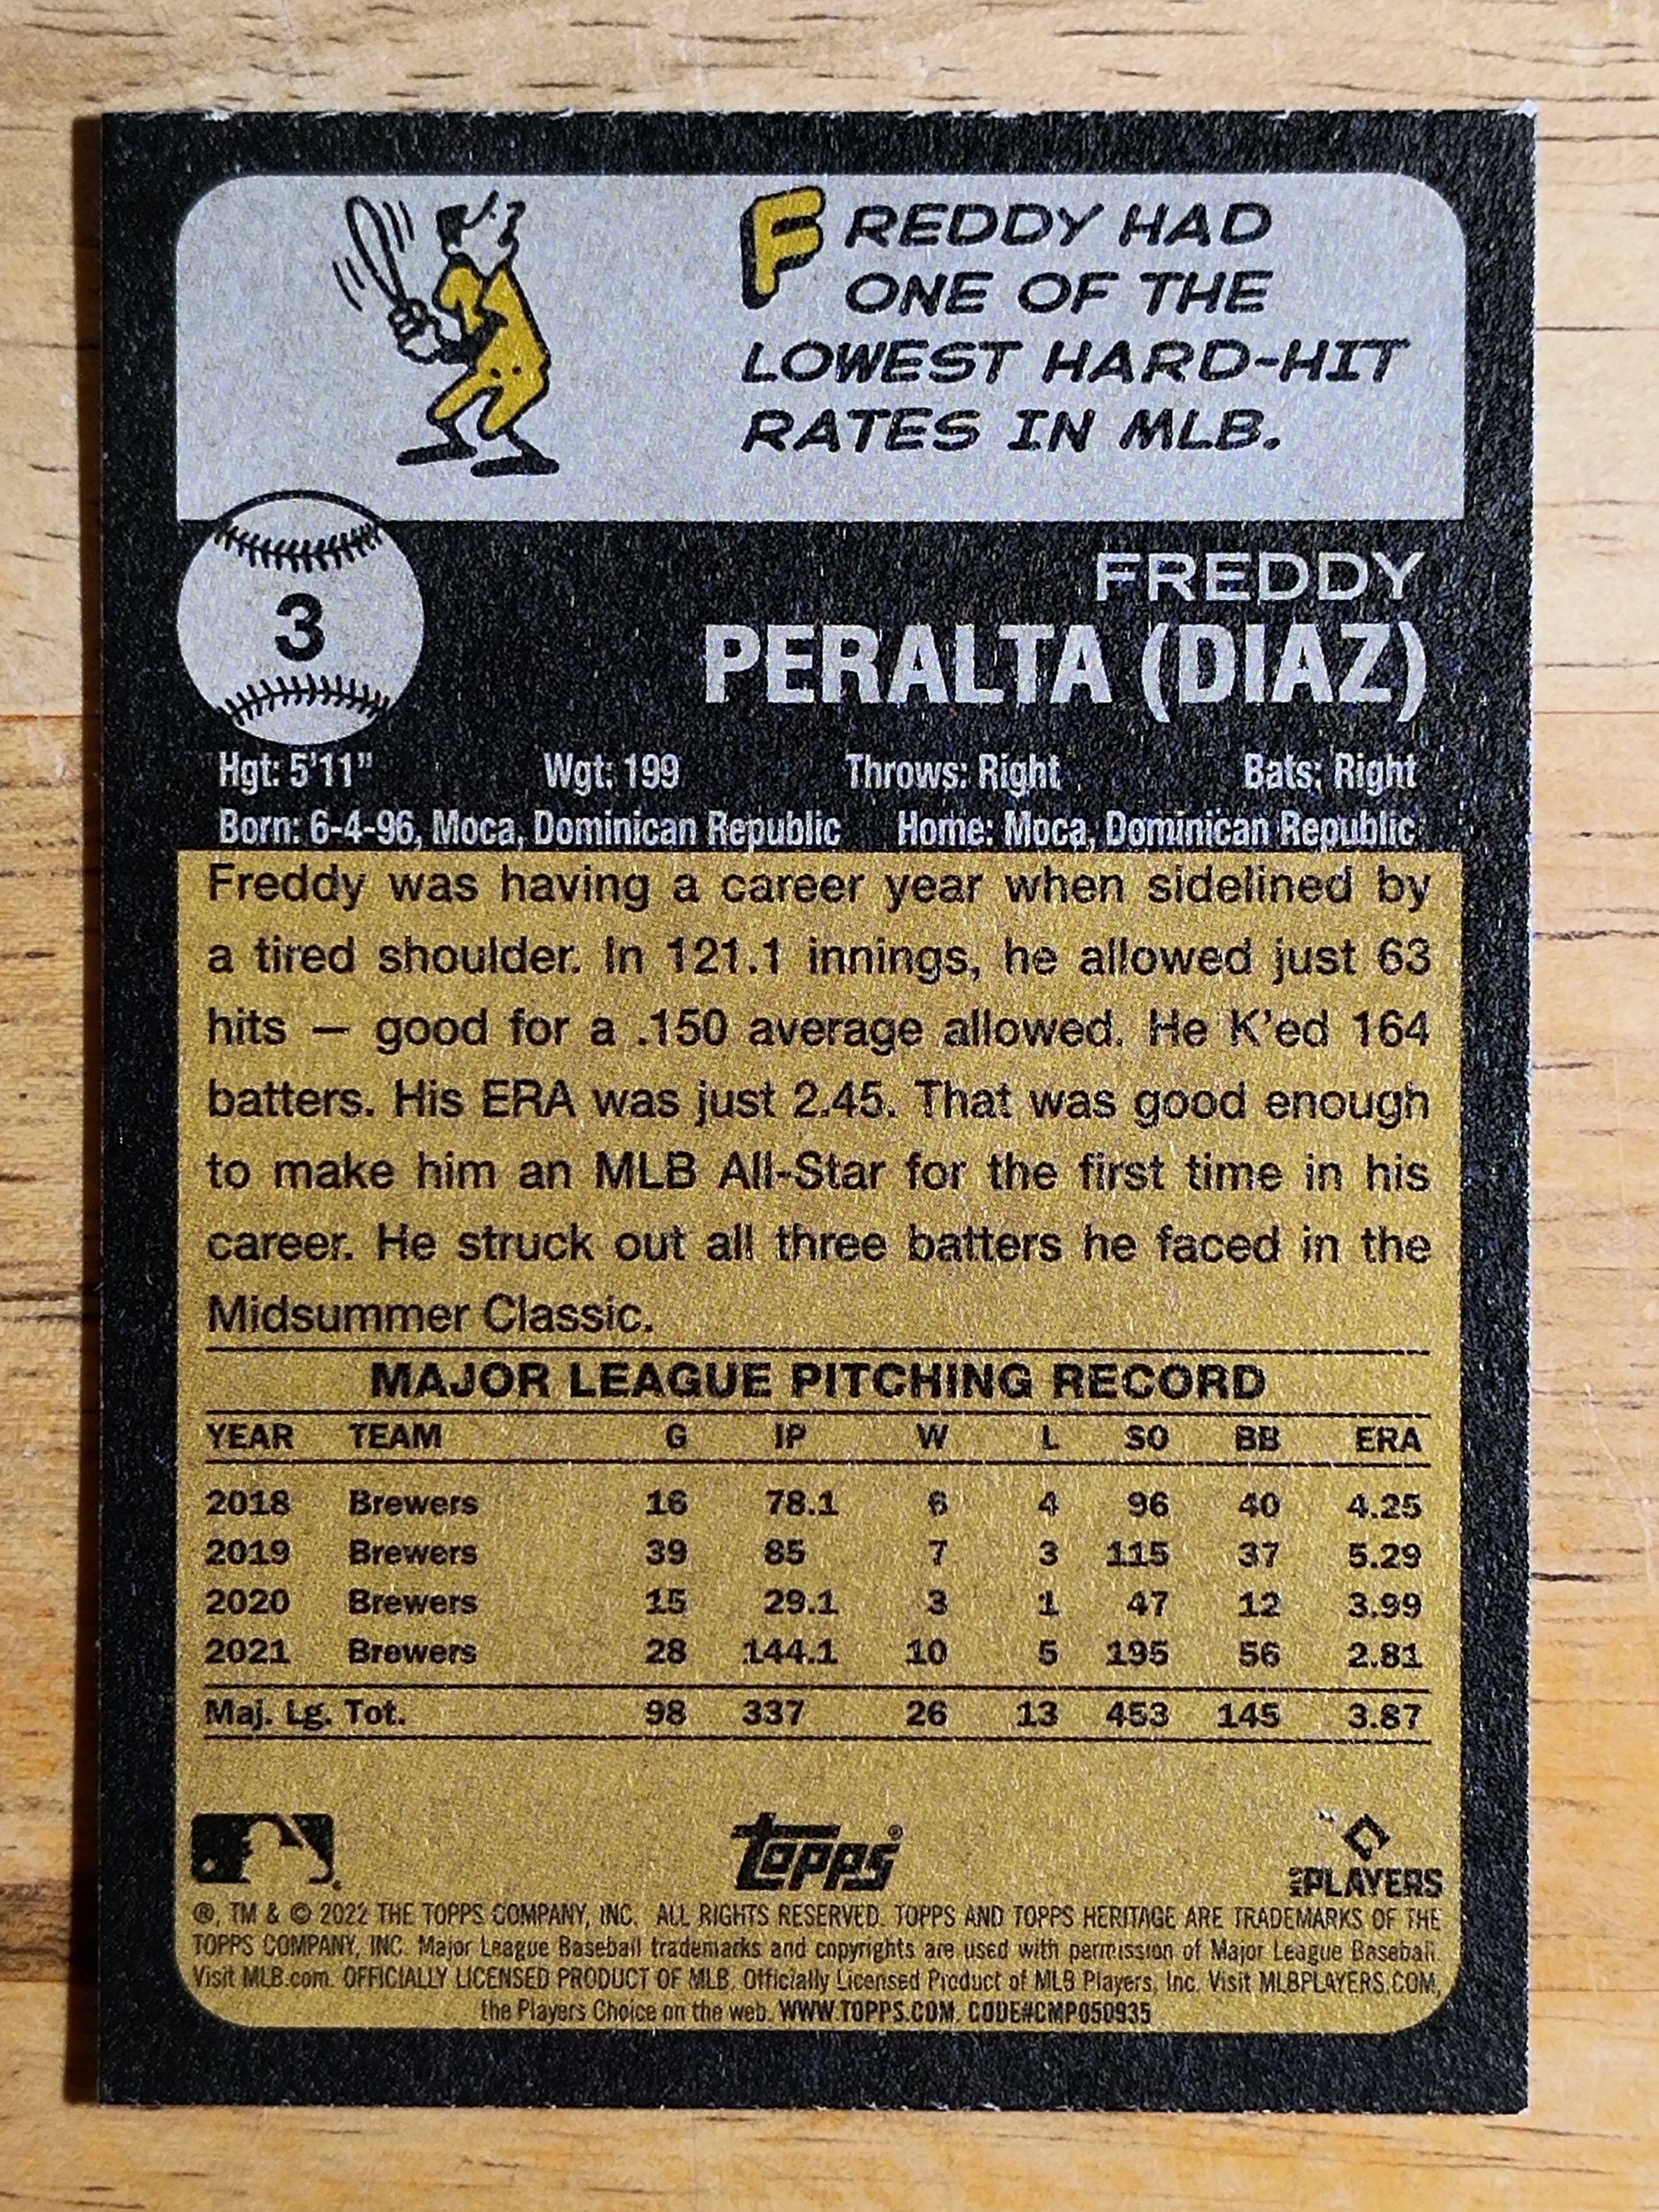 FREDDY HAD
ONE OF THE
LOWEST HARD-HIT
RATES IN MLB.
3
FREDDY
PERALTA (DIAZ)
Hgt: 5'11" Wgt: 199 Throws: Right Bats: Right
Born: 6-4-96, Moca, Dominican Republic Home: Moca, Dominican Republic
Freddy was having a career year when sidelined by
a tired shoulder. In 121.1 innings, he allowed just 63
hits — good for a .150 average allowed. He K'ed 164
batters. His ERA was just 2.45. That was good enough
to make him an MLB All-Star for the first time in his
career. He struck out all three batters he faced in the
Midsummer Classic.
MAJOR LEAGUE PITCHING RECORD
YEAR TEAM G IP W L SO BB ERA
2018 Brewers 16 78.1 6 4 96 40 4.25
2019 Brewers 39 85 7 3 115 37 5.29
2020 Brewers 15 29.1 3 1 47 12 3.99
2021 Brewers 28 144.1 10 5 195 56 2.81
Maj. Lg. Tot. 98 337 26 13 453 145 3.87
topps®
MLB PLAYERS
®, TM & © 2022 THE TOPPS COMPANY, INC. ALL RIGHTS RESERVED. TOPPS AND TOPPS HERITAGE ARE TRADEMARKS OF THE
TOPPS COMPANY, INC. Major League Baseball trademarks and copyrights are used with permission of Major League Baseball.
Visit MLB.com. OFFICIALLY LICENSED PRODUCT OF MLB. Officially Licensed Product of MLB Players, Inc. Visit MLBPLAYERS.COM,
the Players Choice on the web. WWW.TOPPS.COM. CODE#CMP050935